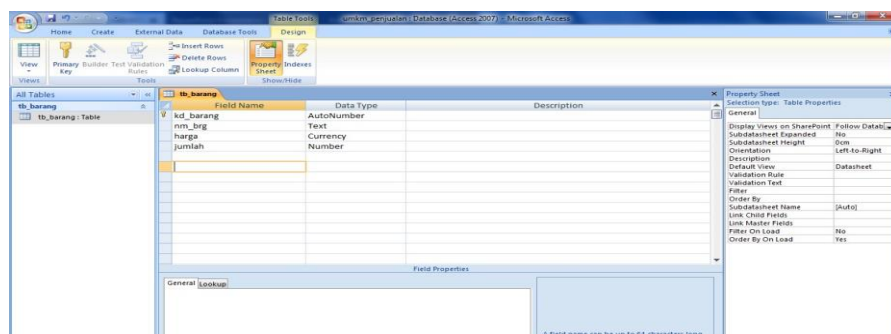 Table Tools
umkm_penjualan : Database (Access 2007) - Microsoft Access
Home Create External Data Database Tools Design
View
Primary Key
Builder
Test Validation Rules
Insert Rows
Delete Rows
Lookup Column
Property Sheet
Indexes
Views
Tools
Show/Hide
All Tables
tb_barang
tb_barang : Table
tb_barang
Field Name Data Type Description
kd_barang AutoNumber
nm_brg Text
harga Currency
jumlah Number
Field Properties
General Lookup
A field name can be up to 64 characters long,
Property Sheet
Selection type: Table Properties
General
Display Views on SharePoint Follow Datab
Subdatasheet Expanded No
Subdatasheet Height 0cm
Orientation Left-to-Right
Description
Default View Datasheet
Validation Rule
Validation Text
Filter
Order By
Subdatasheet Name [Auto]
Link Child Fields
Link Master Fields
Filter On Load No
Order By On Load Yes